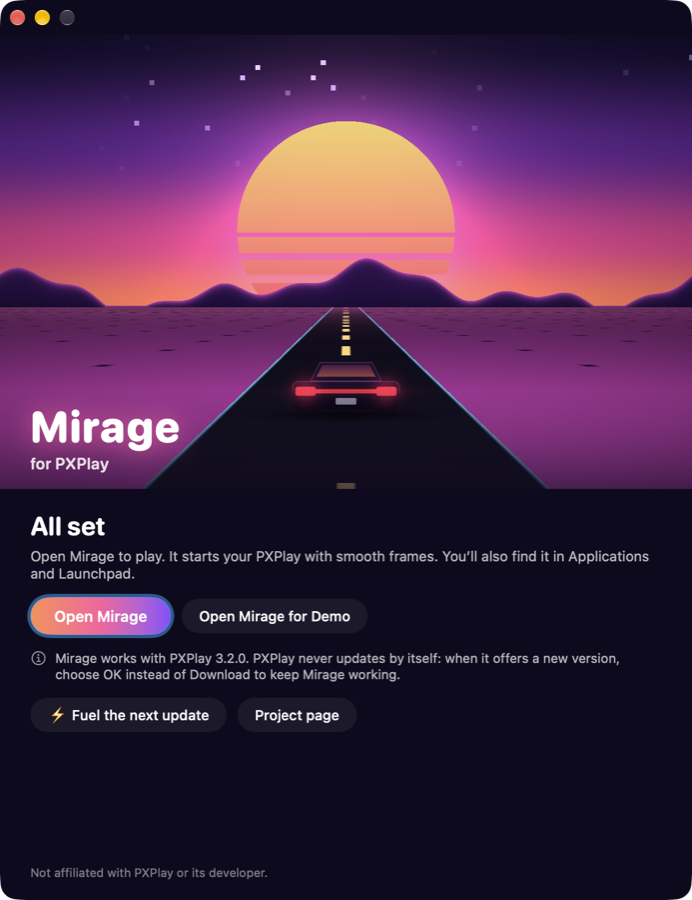 Mirage
for PXPlay
All set
Open Mirage to play. It starts your PXPlay with smooth frames. You’ll also find it in Applications
and Launchpad.
Open Mirage
Open Mirage for Demo
Mirage works with PXPlay 3.2.0. PXPlay never updates by itself: when it offers a new version,
choose OK instead of Download to keep Mirage working.
⚡ Fuel the next update
Project page
Not affiliated with PXPlay or its developer.